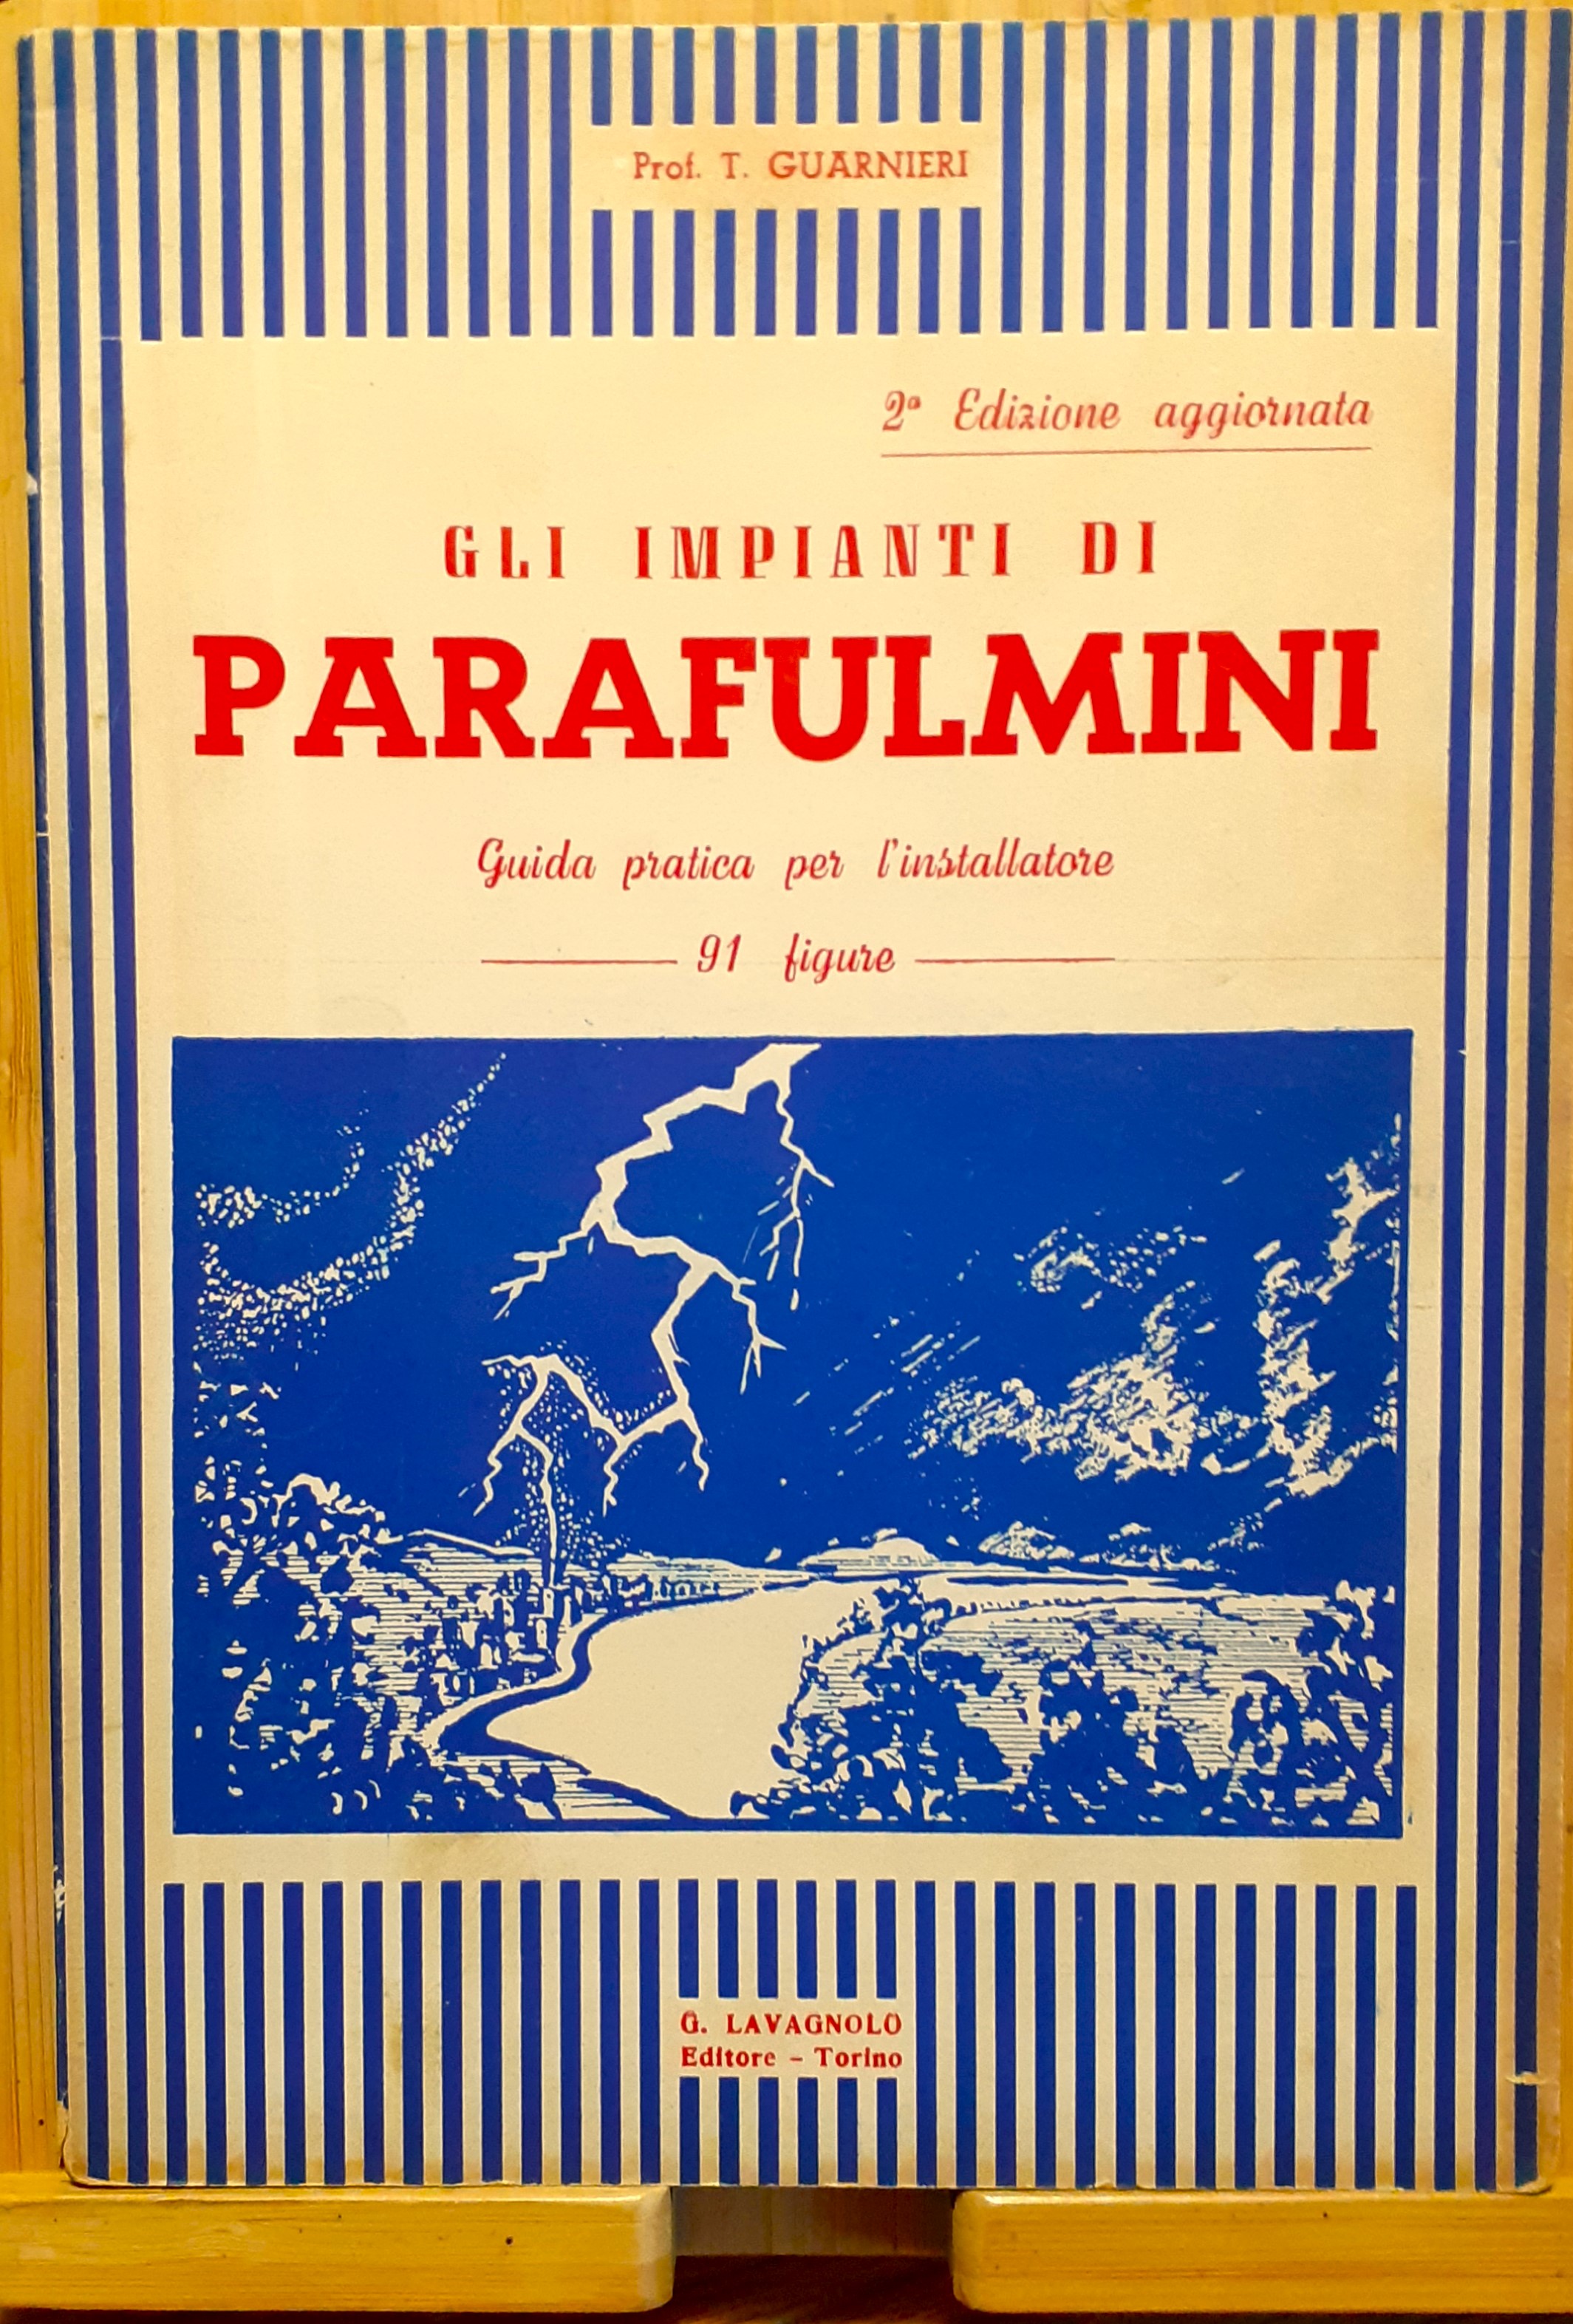 Prof. T. GUARNIERI
2ª Edizione aggiornata
GLI IMPIANTI DI
PARAFULMINI
Guida pratica per l'installatore
91 figure
G. LAVAGNOLO
Editore - Torino